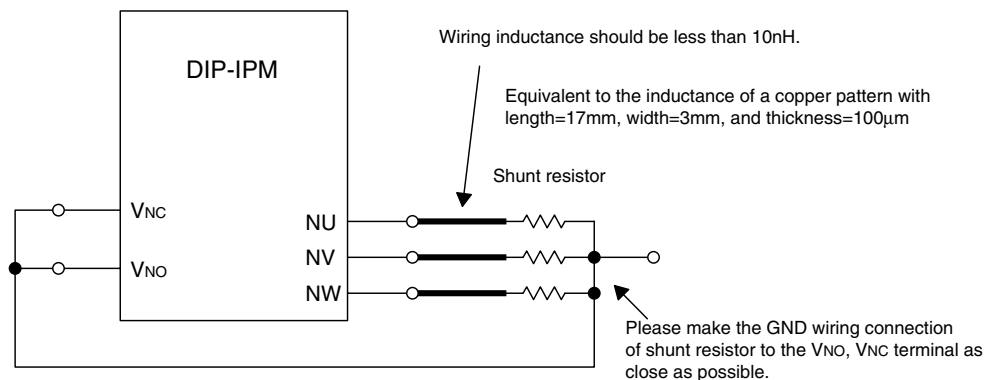 Wiring inductance should be less than 10nH.
DIP-IPM
Equivalent to the inductance of a copper pattern with
length=17mm, width=3mm, and thickness=100μm
Shunt resistor
VNC
NU
NV
VNO
NW
Please make the GND wiring connection
of shunt resistor to the VNO, VNC terminal as
close as possible.